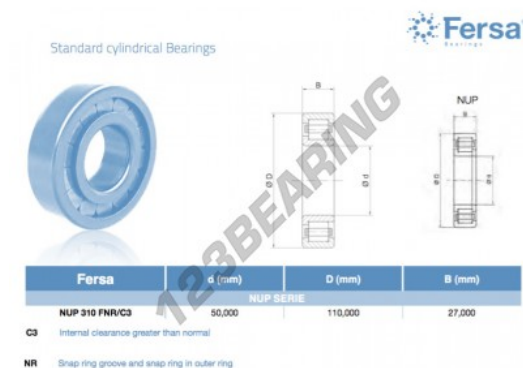 Fersa
Bearings
Standard cylindrical Bearings
B
NUP
B
Ø D
Ø d
Ø D
Ø d
123BEARING
Fersa d (mm) D (mm) B (mm)
NUP SERIE
NUP 310 FNR/C3 50,000 110,000 27,000
C3 Internal clearance greater than normal
NR Snap ring groove and snap ring in outer ring